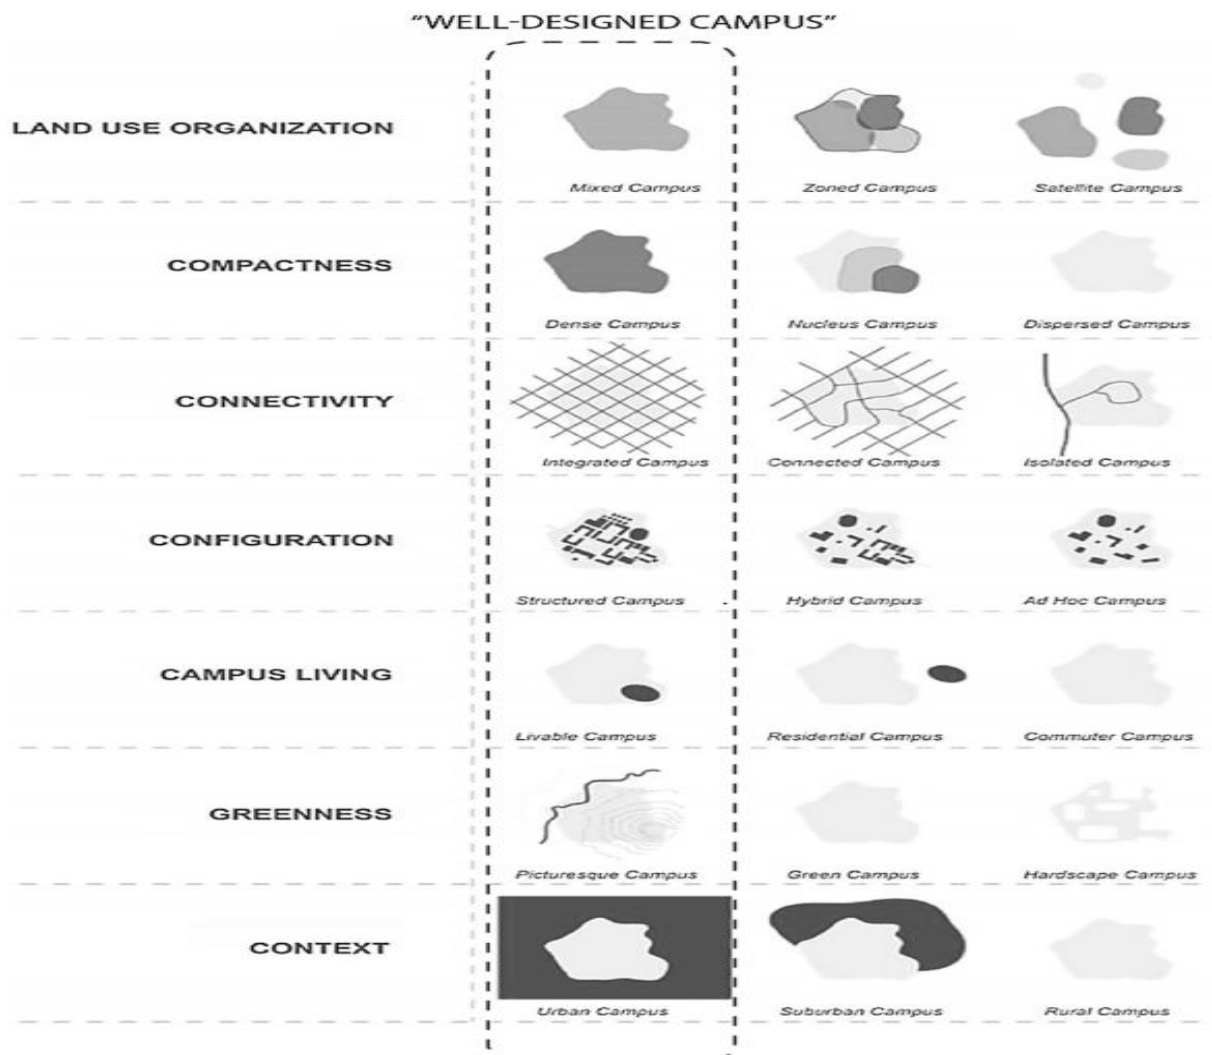 "WELL-DESIGNED CAMPUS"
LAND USE ORGANIZATION
Mixed Campus
Zoned Campus
Satellite Campus
COMPACTNESS
Dense Campus
Nucleus Campus
Dispersed Campus
CONNECTIVITY
Integrated Campus
Connected Campus
Isolated Campus
CONFIGURATION
Structured Campus
Hybrid Campus
Ad Hoc Campus
CAMPUS LIVING
Livable Campus
Residential Campus
Commuter Campus
GREENNESS
Picturesque Campus
Green Campus
Hardscape Campus
CONTEXT
Urban Campus
Suburban Campus
Rural Campus